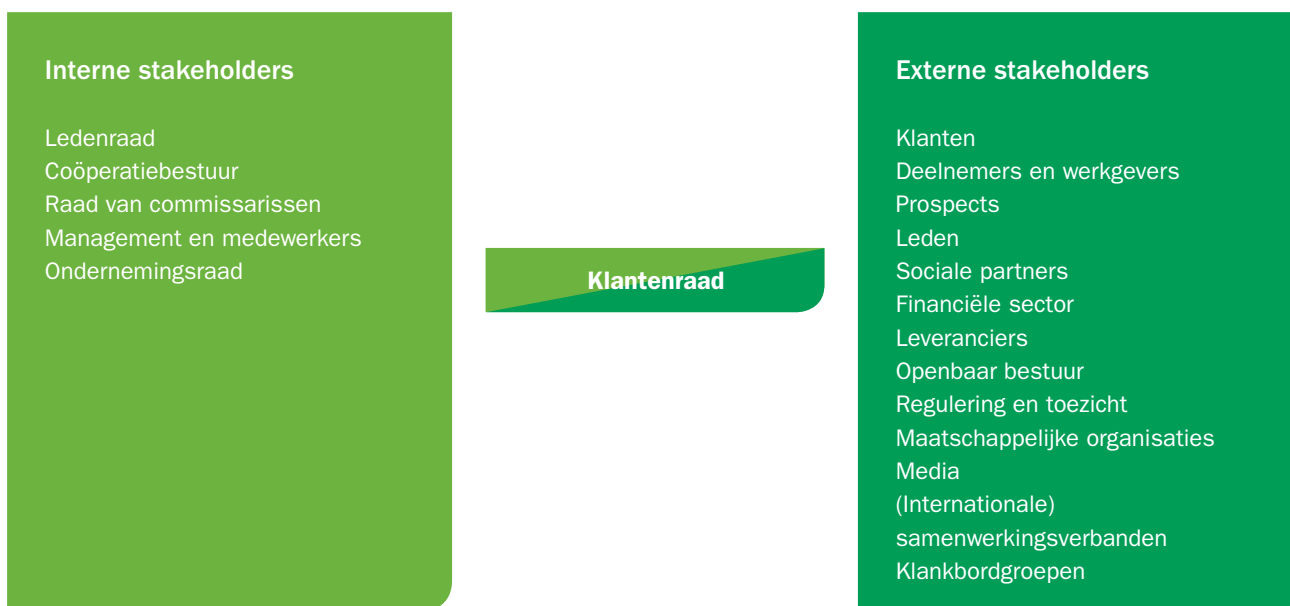 Interne stakeholders
Ledenraad
Coöperatiebestuur
Raad van commissarissen
Management en medewerkers
Ondernemingsraad
Klantenraad
Externe stakeholders
Klanten
Deelnemers en werkgevers
Prospects
Leden
Sociale partners
Financiële sector
Leveranciers
Openbaar bestuur
Regulering en toezicht
Maatschappelijke organisaties
Media
(Internationale)
samenwerkingsverbanden
Klankbordgroepen